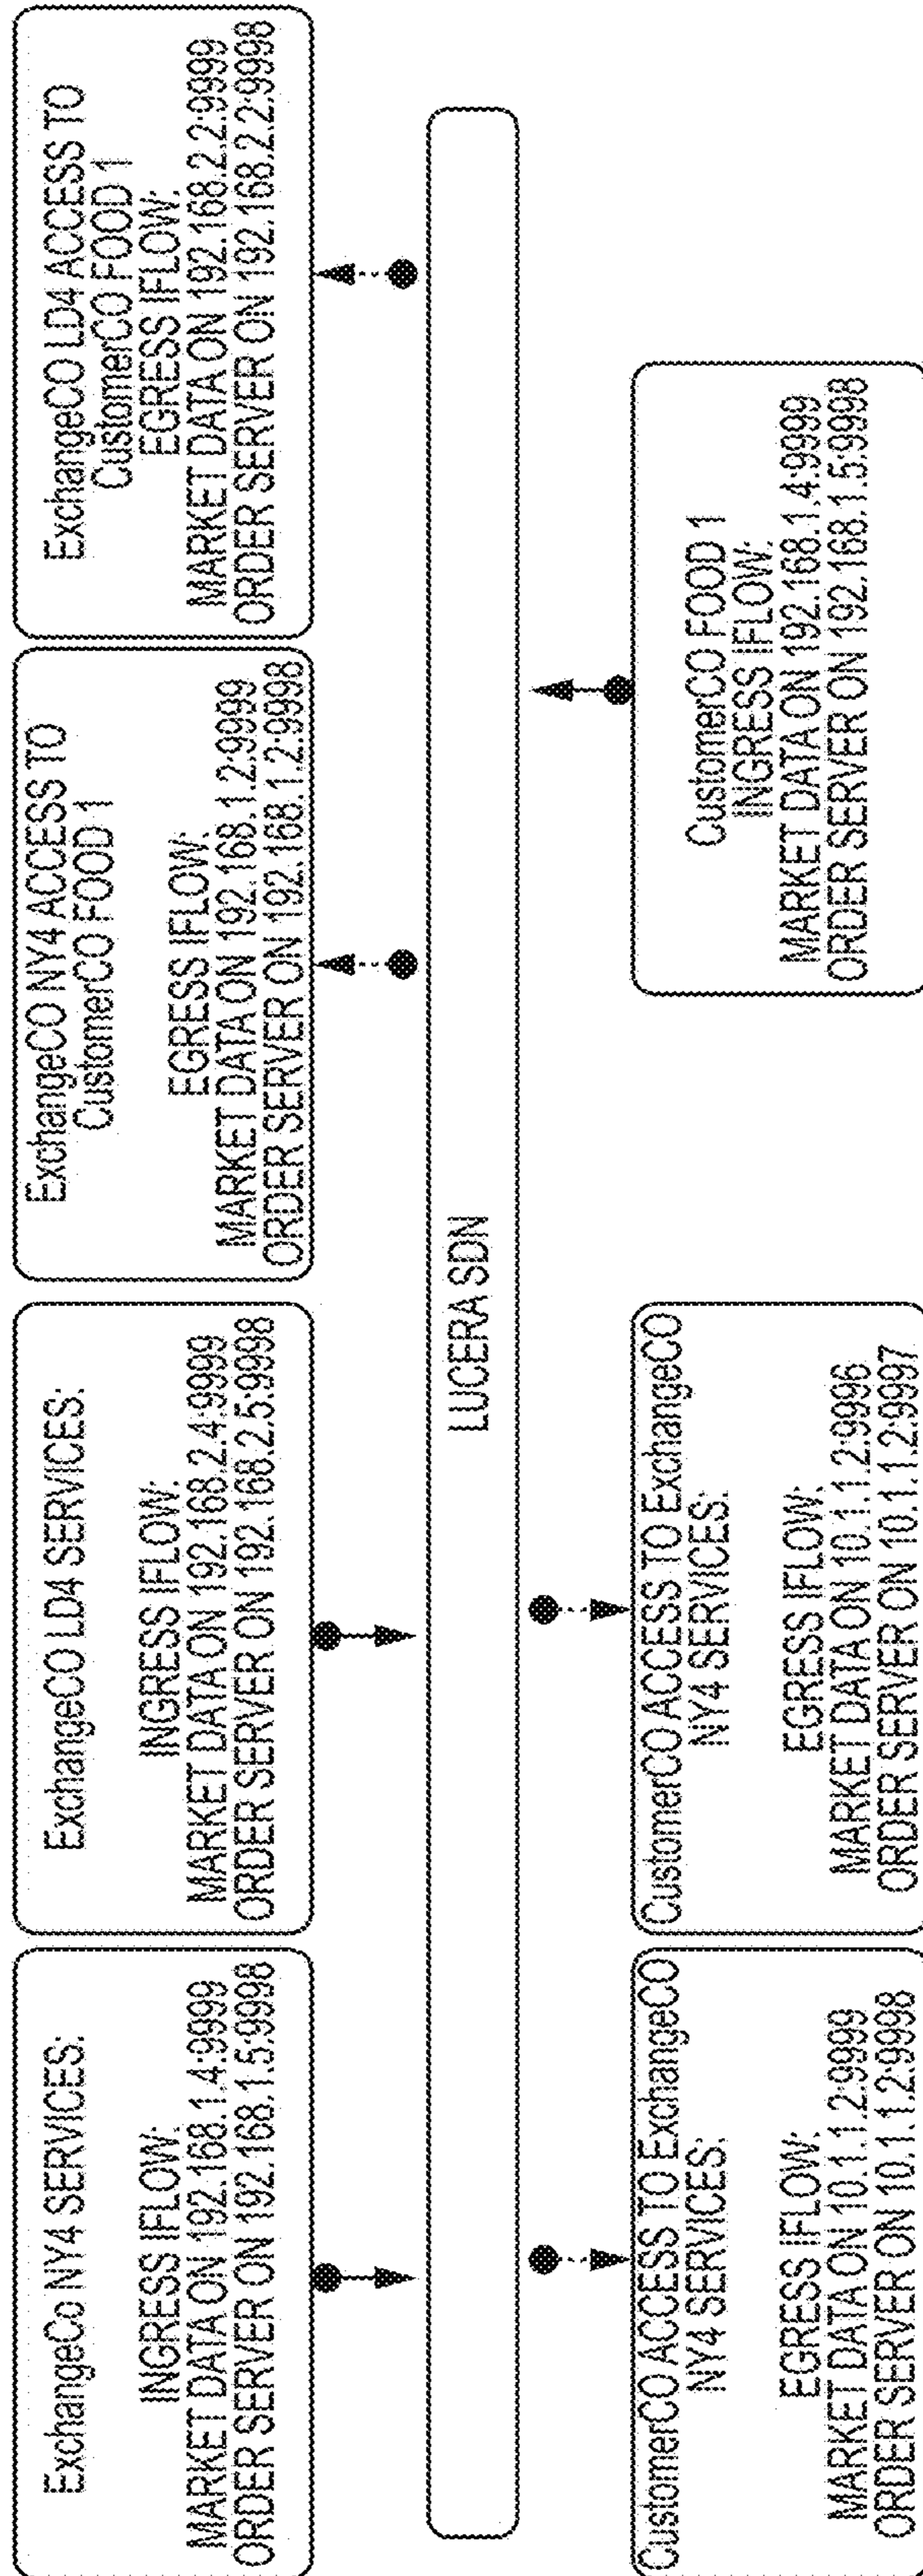 ExchangeCo NY4 SERVICES:
INGRESS IFLOW:
MARKET DATA ON 192.168.1.4:9999
ORDER SERVER ON 192.168.1.5:9998
ExchangeCO LD4 SERVICES:
INGRESS IFLOW:
MARKET DATA ON 192.168.2.4:9999
ORDER SERVER ON 192.168.2.5:9998
ExchangeCO NY4 ACCESS TO
CustomerCO FOOD 1
EGRESS IFLOW:
MARKET DATA ON 192.168.1.2:9999
ORDER SERVER ON 192.168.1.2:9998
ExchangeCO LD4 ACCESS TO
CustomerCO FOOD 1
EGRESS IFLOW:
MARKET DATA ON 192.168.2.2:9999
ORDER SERVER ON 192.168.2.2:9998
LUCERA SDN
CustomerCO ACCESS TO ExchangeCO
NY4 SERVICES:
EGRESS IFLOW:
MARKET DATA ON 10.1.1.2:9999
ORDER SERVER ON 10.1.1.2:9998
CustomerCO ACCESS TO ExchangeCO
NY4 SERVICES:
EGRESS IFLOW:
MARKET DATA ON 10.1.1.2:9996
ORDER SERVER ON 10.1.1.2:9997
CustomerCO FOOD 1
INGRESS IFLOW:
MARKET DATA ON 192.168.1.4:9999
ORDER SERVER ON 192.168.1.5:9998